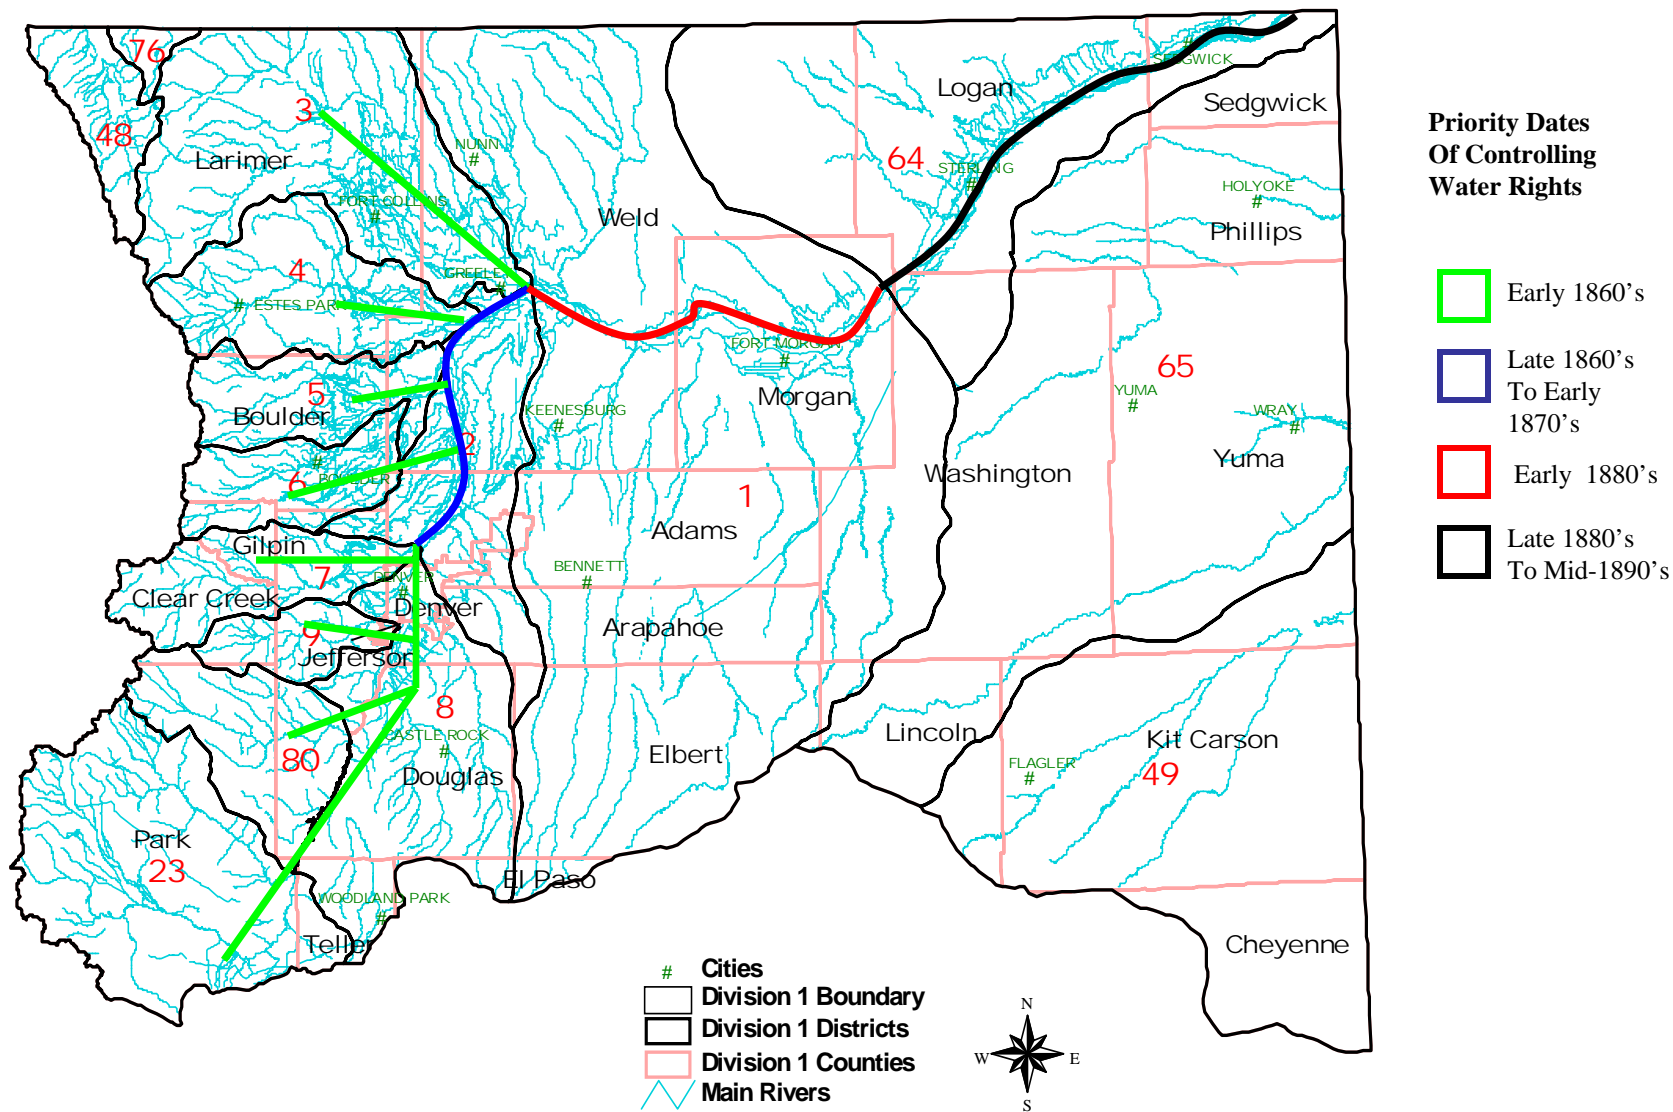 76
Logan
SEDGWICK
Sedgwick
3
48
Larimer
NUNN
#
64
STERLING
#
HOLYOKE
#
Phillips
FORT COLLINS
#
Weld
4
GREELEY
#
# ESTES PARK
FORT MORGAN
#
Morgan
65
YUMA
#
WRAY
#
Yuma
5
Boulder
KEENESBURG
#
2
#
6
BOULDER
Washington
1
Adams
Gilpin
7
Clear Creek
DENVER
#
Denver
BENNETT
#
Arapahoe
9
Jefferson
8
CASTLE ROCK
#
Douglas
80
Elbert
Lincoln
Kit Carson
FLAGLER
#
49
Park
23
El Paso
WOODLAND PARK
#
Teller
Cheyenne
Priority Dates
Of Controlling
Water Rights
Early 1860's
Late 1860's
To Early
1870's
Early 1880's
Late 1880's
To Mid-1890's
# Cities
Division 1 Boundary
Division 1 Districts
Division 1 Counties
Main Rivers
N
W E
S